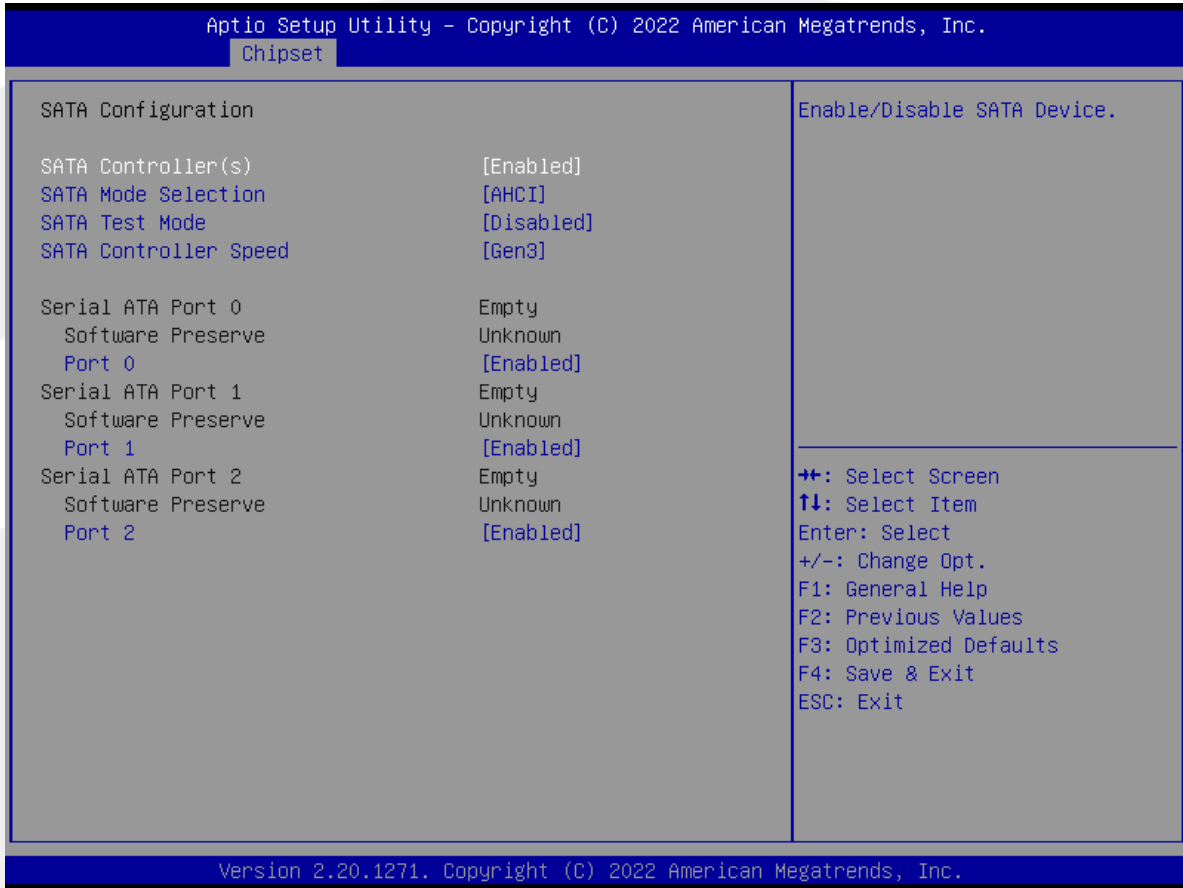 Aptio Setup Utility – Copyright (C) 2022 American Megatrends, Inc.
Chipset
SATA Configuration
SATA Controller(s) [Enabled]
SATA Mode Selection [AHCI]
SATA Test Mode [Disabled]
SATA Controller Speed [Gen3]
Serial ATA Port 0 Empty
Software Preserve Unknown
Port 0 [Enabled]
Serial ATA Port 1 Empty
Software Preserve Unknown
Port 1 [Enabled]
Serial ATA Port 2 Empty
Software Preserve Unknown
Port 2 [Enabled]
Enable/Disable SATA Device.
→←: Select Screen
↑↓: Select Item
Enter: Select
+/-: Change Opt.
F1: General Help
F2: Previous Values
F3: Optimized Defaults
F4: Save & Exit
ESC: Exit
Version 2.20.1271. Copyright (C) 2022 American Megatrends, Inc.